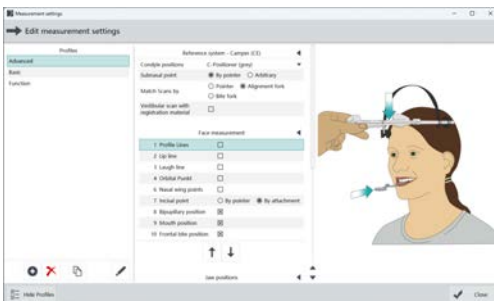 Measurement settings
Edit measurement settings
Profiles
Advanced
Basic
Function
Reference system - Camper (CE)
Condyle positions C-Positioner (grey)
Subnasal point By pointer Arbitrary
Match Scans by Pointer Alignment fork
Bite fork
Vestibular scan with
registration material
Face measurement
1 Profile Lines
2 Lip line
3 Laugh line
4 Orbital Punkt
6 Nasal wing points
7 Incisal point By pointer By attachment
8 Bipupillary position
9 Mouth position
10 Frontal bite position
Jaw positions
Hide Profiles
Close